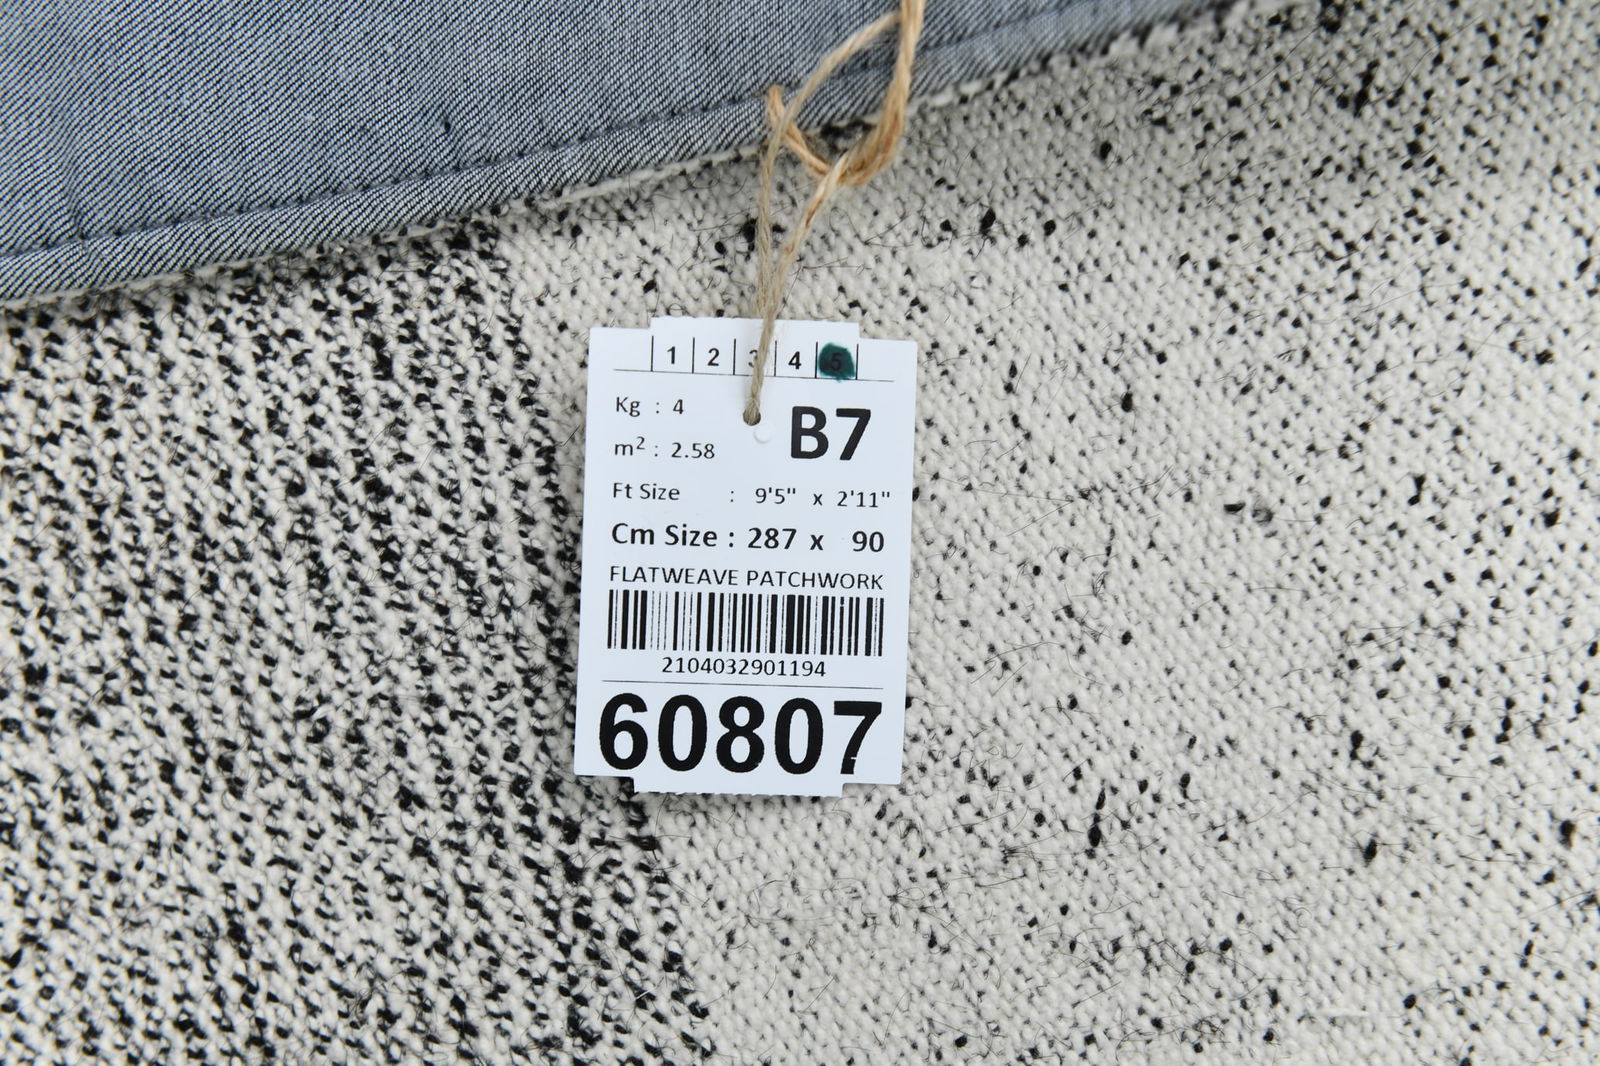 1 2 3 4 5
Kg : 4
B7
m2 : 2.58
Ft Size : 9'5" x 2'11"
Cm Size : 287 x 90
FLATWEAVE PATCHWORK
2104032901194
60807